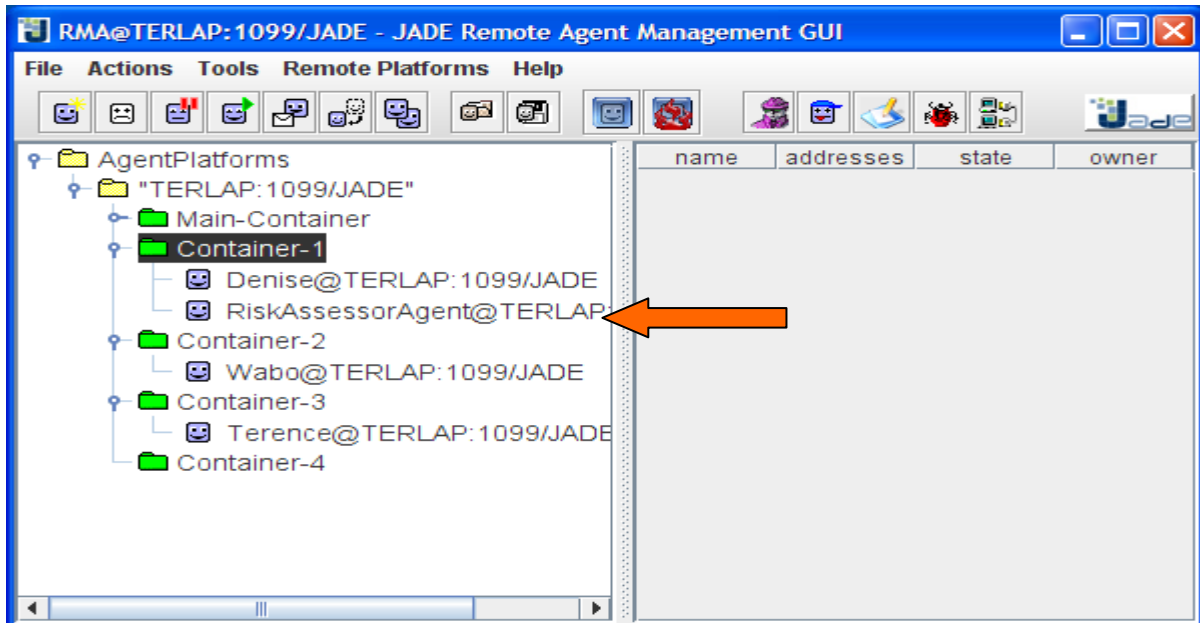 RMA@TERLAP:1099/JADE - JADE Remote Agent Management GUI
File Actions Tools Remote Platforms Help
Jade
AgentPlatforms
"TERLAP:1099/JADE"
Main-Container
Container-1
Denise@TERLAP:1099/JADE
RiskAssessorAgent@TERLAP:
Container-2
Wabo@TERLAP:1099/JADE
Container-3
Terence@TERLAP:1099/JADE
Container-4
name addresses state owner